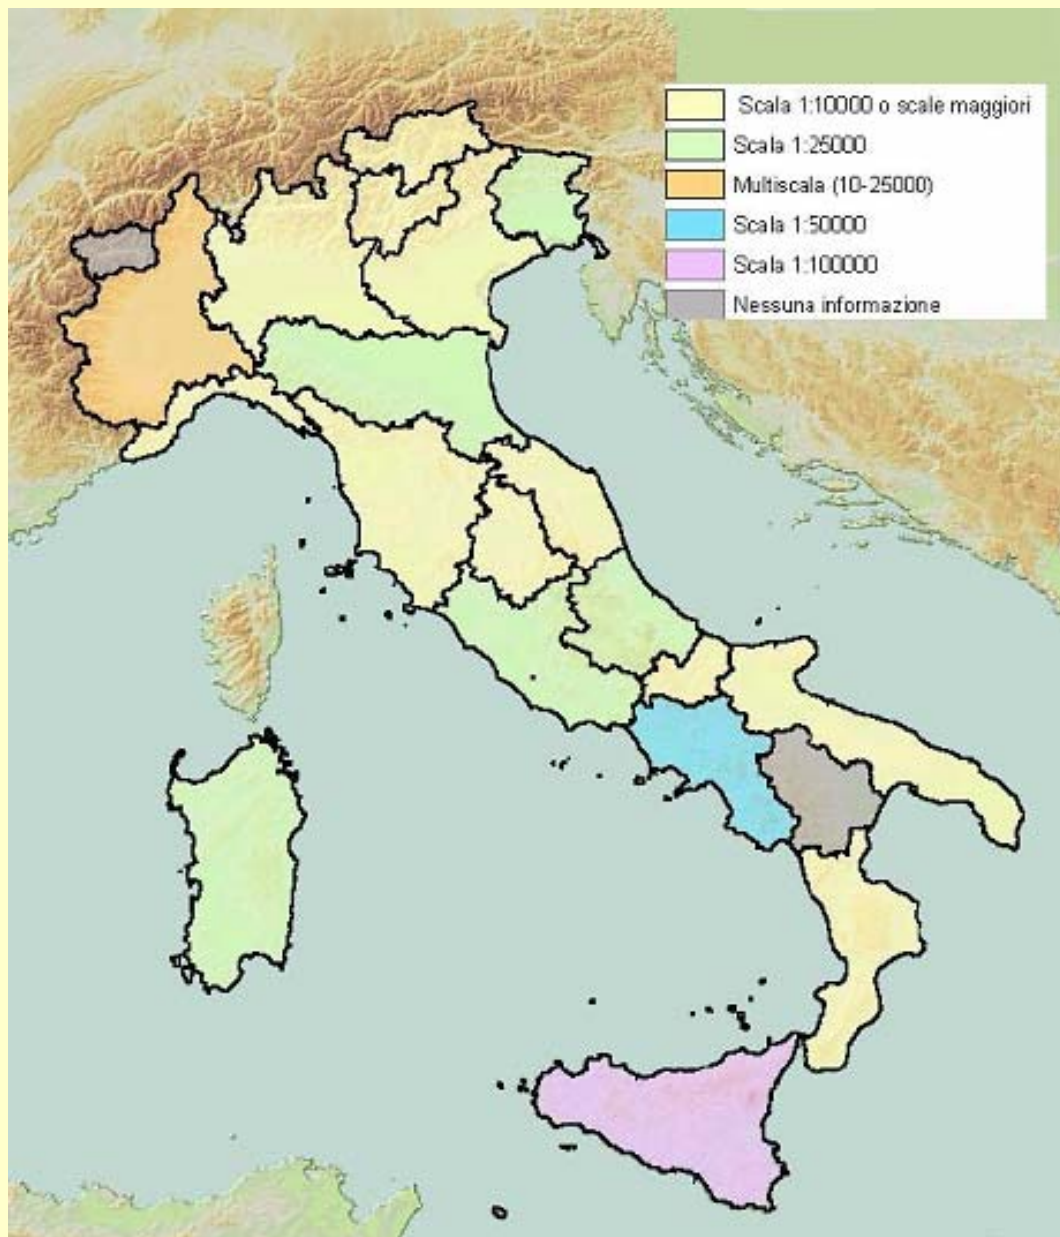 Scala 1:10000 o scale maggiori
Scala 1:25000
Multiscala (10-25000)
Scala 1:50000
Scala 1:100000
Nessuna informazione